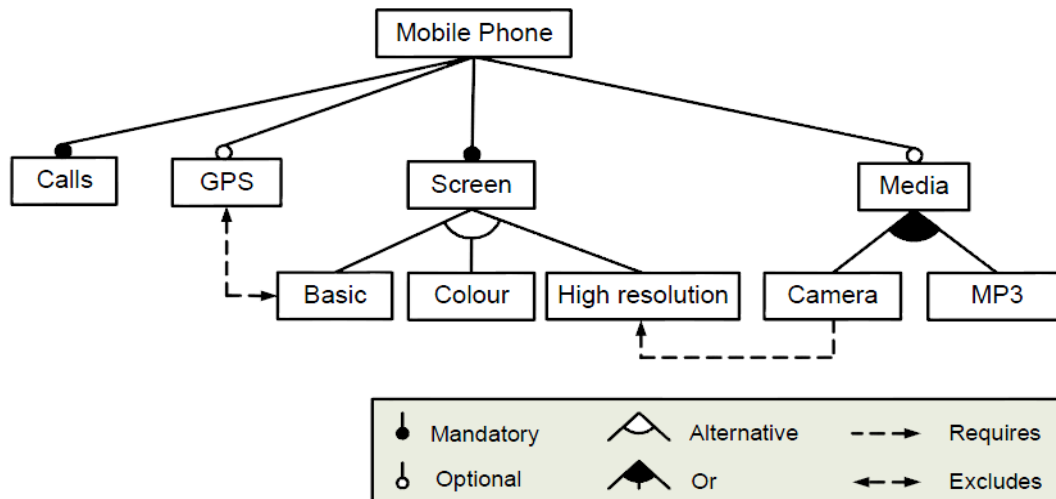 Mobile Phone
Calls
GPS
Screen
Media
Basic
Colour
High resolution
Camera
MP3
Mandatory
Alternative
Requires
Optional
Or
Excludes